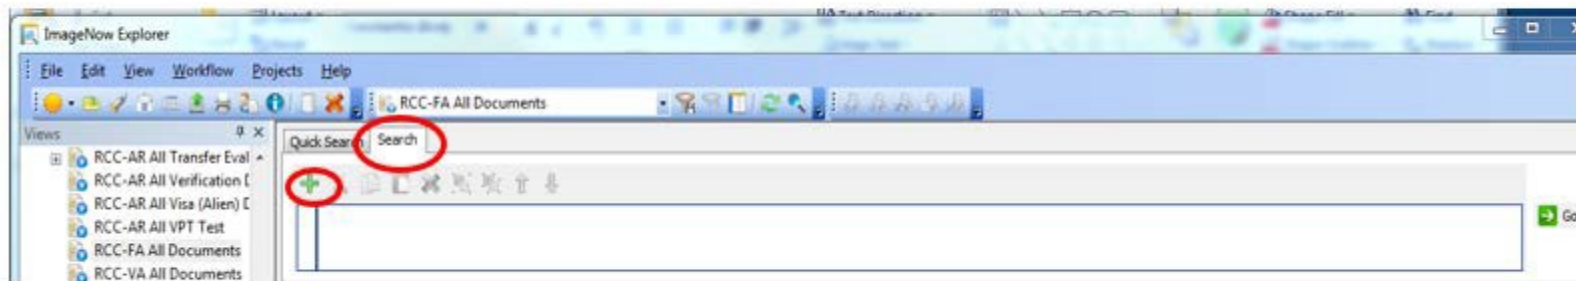 ImageNow Explorer
File Edit View Workflow Projects Help
RCC-FA All Documents
Views
Quick Search Search
RCC-AR All Transfer Eval
RCC-AR All Verification D
RCC-AR All Visa (Alien) D
RCC-AR All VPT Test
RCC-FA All Documents
RCC-VA All Documents
Go